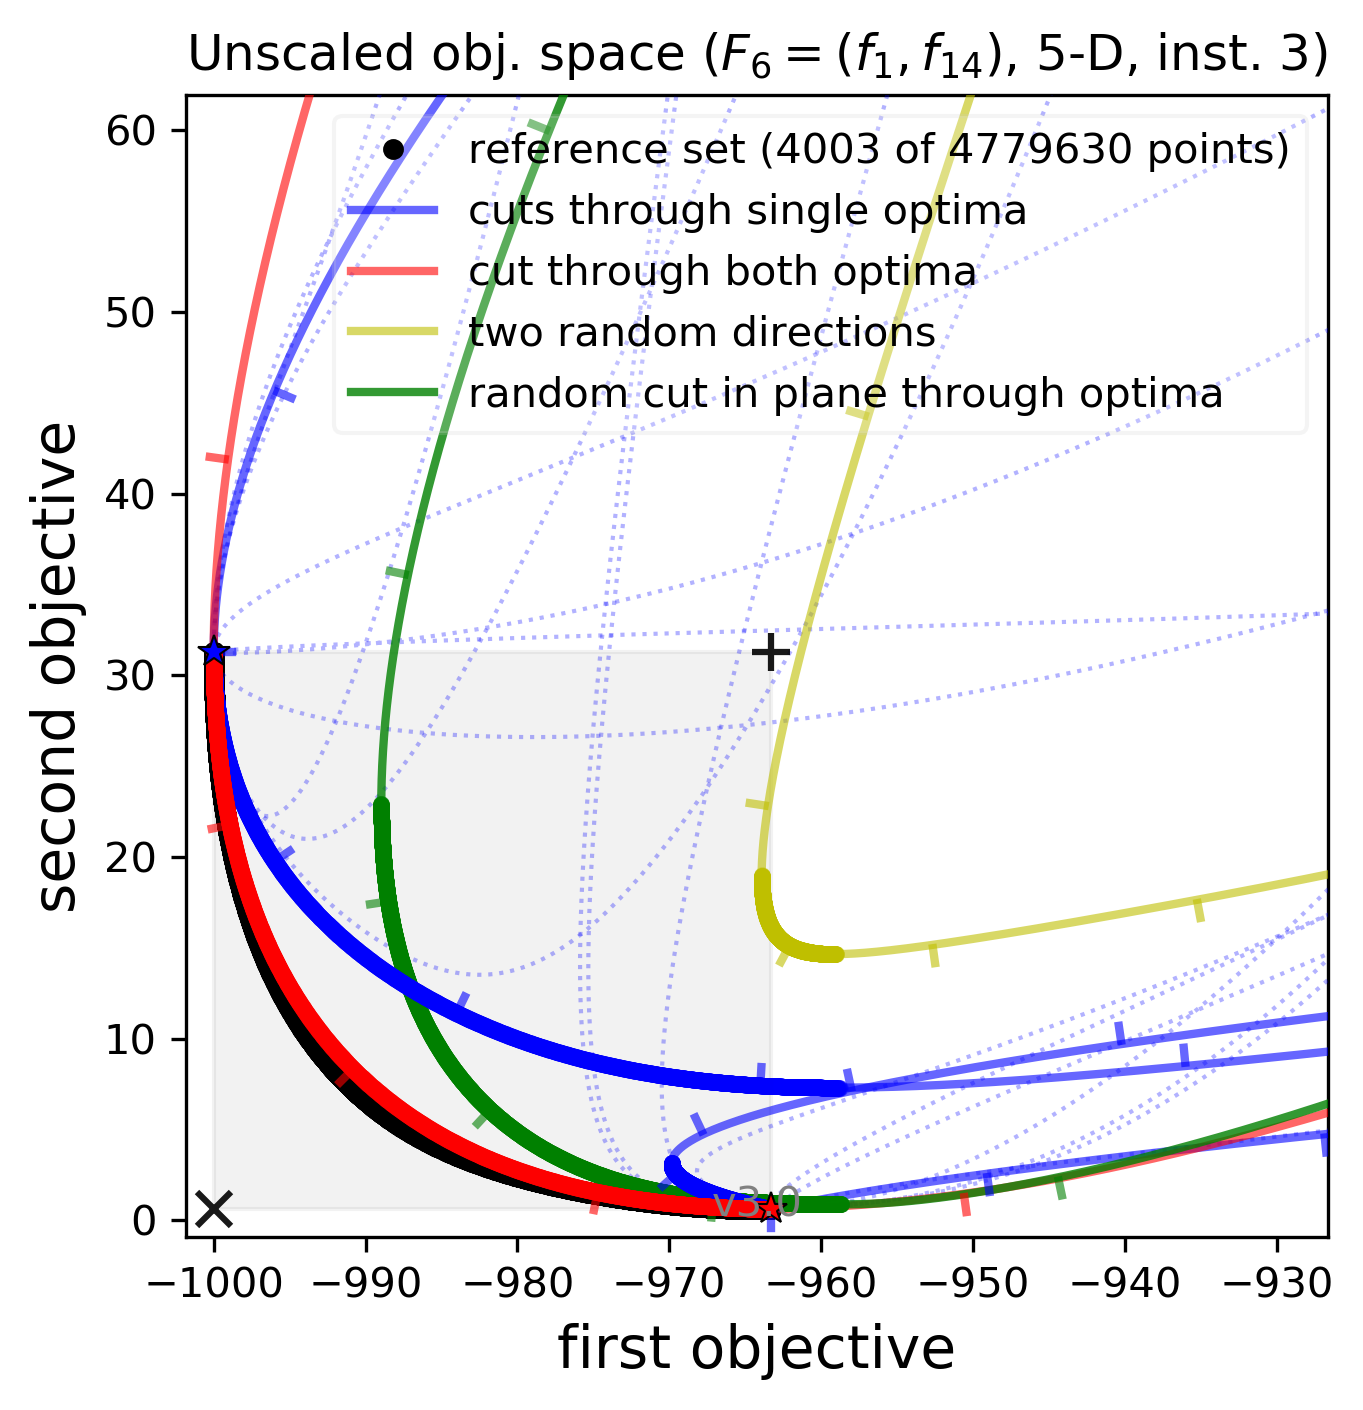 Unscaled obj. space (F₆ = (f₁, f₁₄), 5-D, inst. 3)
reference set (4003 of 4779630 points)
cuts through single optima
cut through both optima
two random directions
random cut in plane through optima
60
50
40
30
20
10
0
second objective
v3.0
−1000 −990 −980 −970 −960 −950 −940 −930
first objective